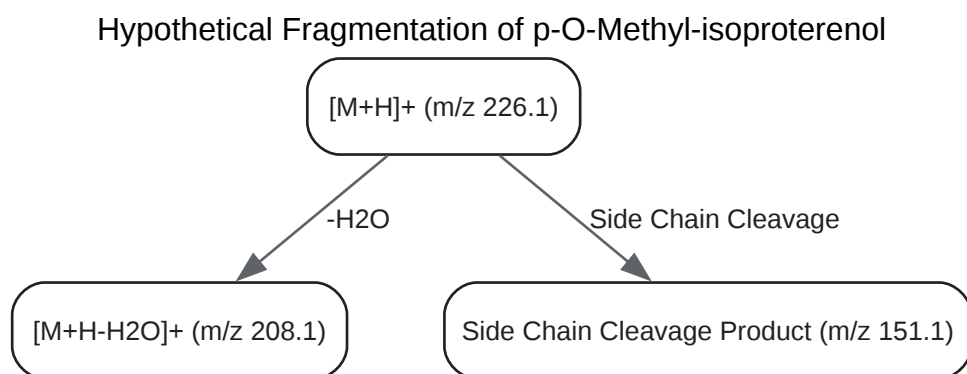 Hypothetical Fragmentation of p-O-Methyl-isoproterenol
[M+H]+ (m/z 226.1)
-H2O
Side Chain Cleavage
[M+H-H2O]+ (m/z 208.1)
Side Chain Cleavage Product (m/z 151.1)